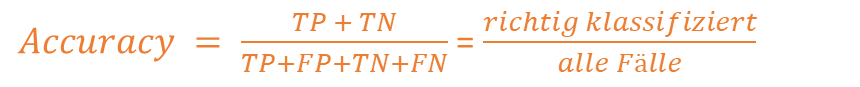 Accuracy = TP + TN / TP+FP+TN+FN = richtig klassifiziert / alle Fälle